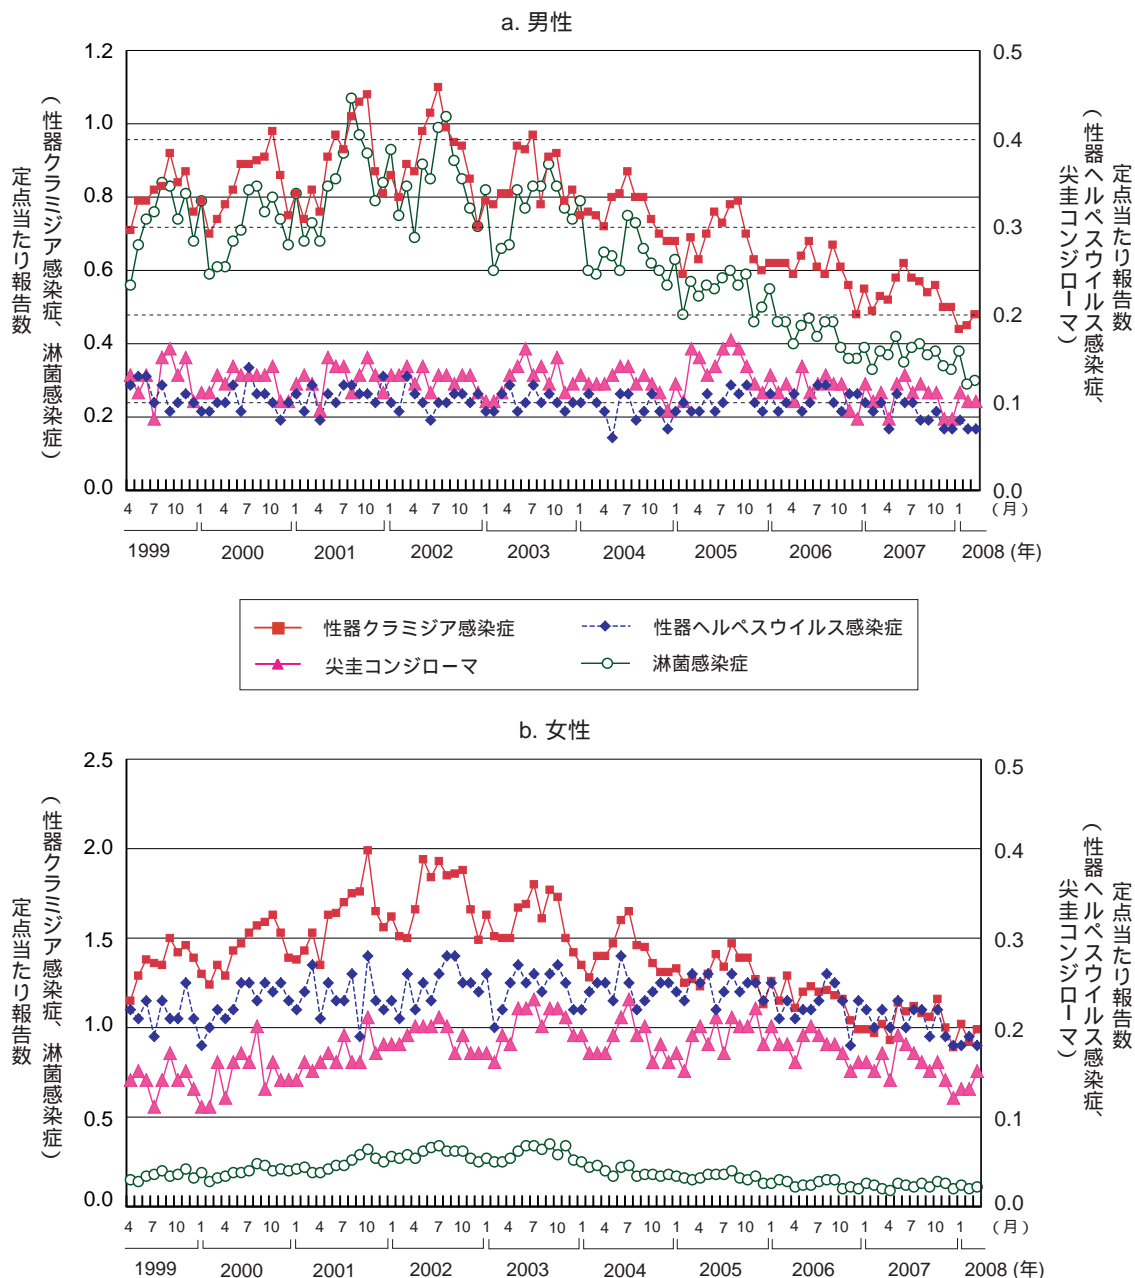 a. 男性
定点当たり報告数
（性器クラミジア感染症、淋菌感染症）
1.2
1.0
0.8
0.6
0.4
0.2
0.0
0.5
0.4
0.3
0.2
0.1
0.0
定点当たり報告数
（性器ヘルペスウイルス感染症、
尖圭コンジローマ）
4 7 10 1 4 7 10 1 4 7 10 1 4 7 10 1 4 7 10 1 4 7 10 1 4 7 10 1 4 7 10 1 4 7 10 1 （月）
1999 2000 2001 2002 2003 2004 2005 2006 2007 2008 (年)
性器クラミジア感染症 性器ヘルペスウイルス感染症
尖圭コンジローマ 淋菌感染症
b. 女性
定点当たり報告数
（性器クラミジア感染症、淋菌感染症）
2.5
2.0
1.5
1.0
0.5
0.0
0.5
0.4
0.3
0.2
0.1
0.0
定点当たり報告数
（性器ヘルペスウイルス感染症、
尖圭コンジローマ）
4 7 10 1 4 7 10 1 4 7 10 1 4 7 10 1 4 7 10 1 4 7 10 1 4 7 10 1 4 7 10 1 4 7 10 1 （月）
1999 2000 2001 2002 2003 2004 2005 2006 2007 2008 (年)